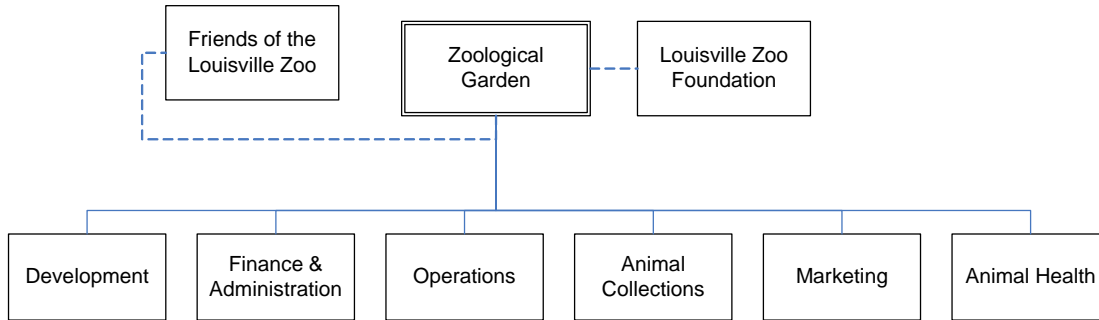 Friends of the
Louisville Zoo
Zoological
Garden
Louisville Zoo
Foundation
Development
Finance &
Administration
Operations
Animal
Collections
Marketing
Animal Health